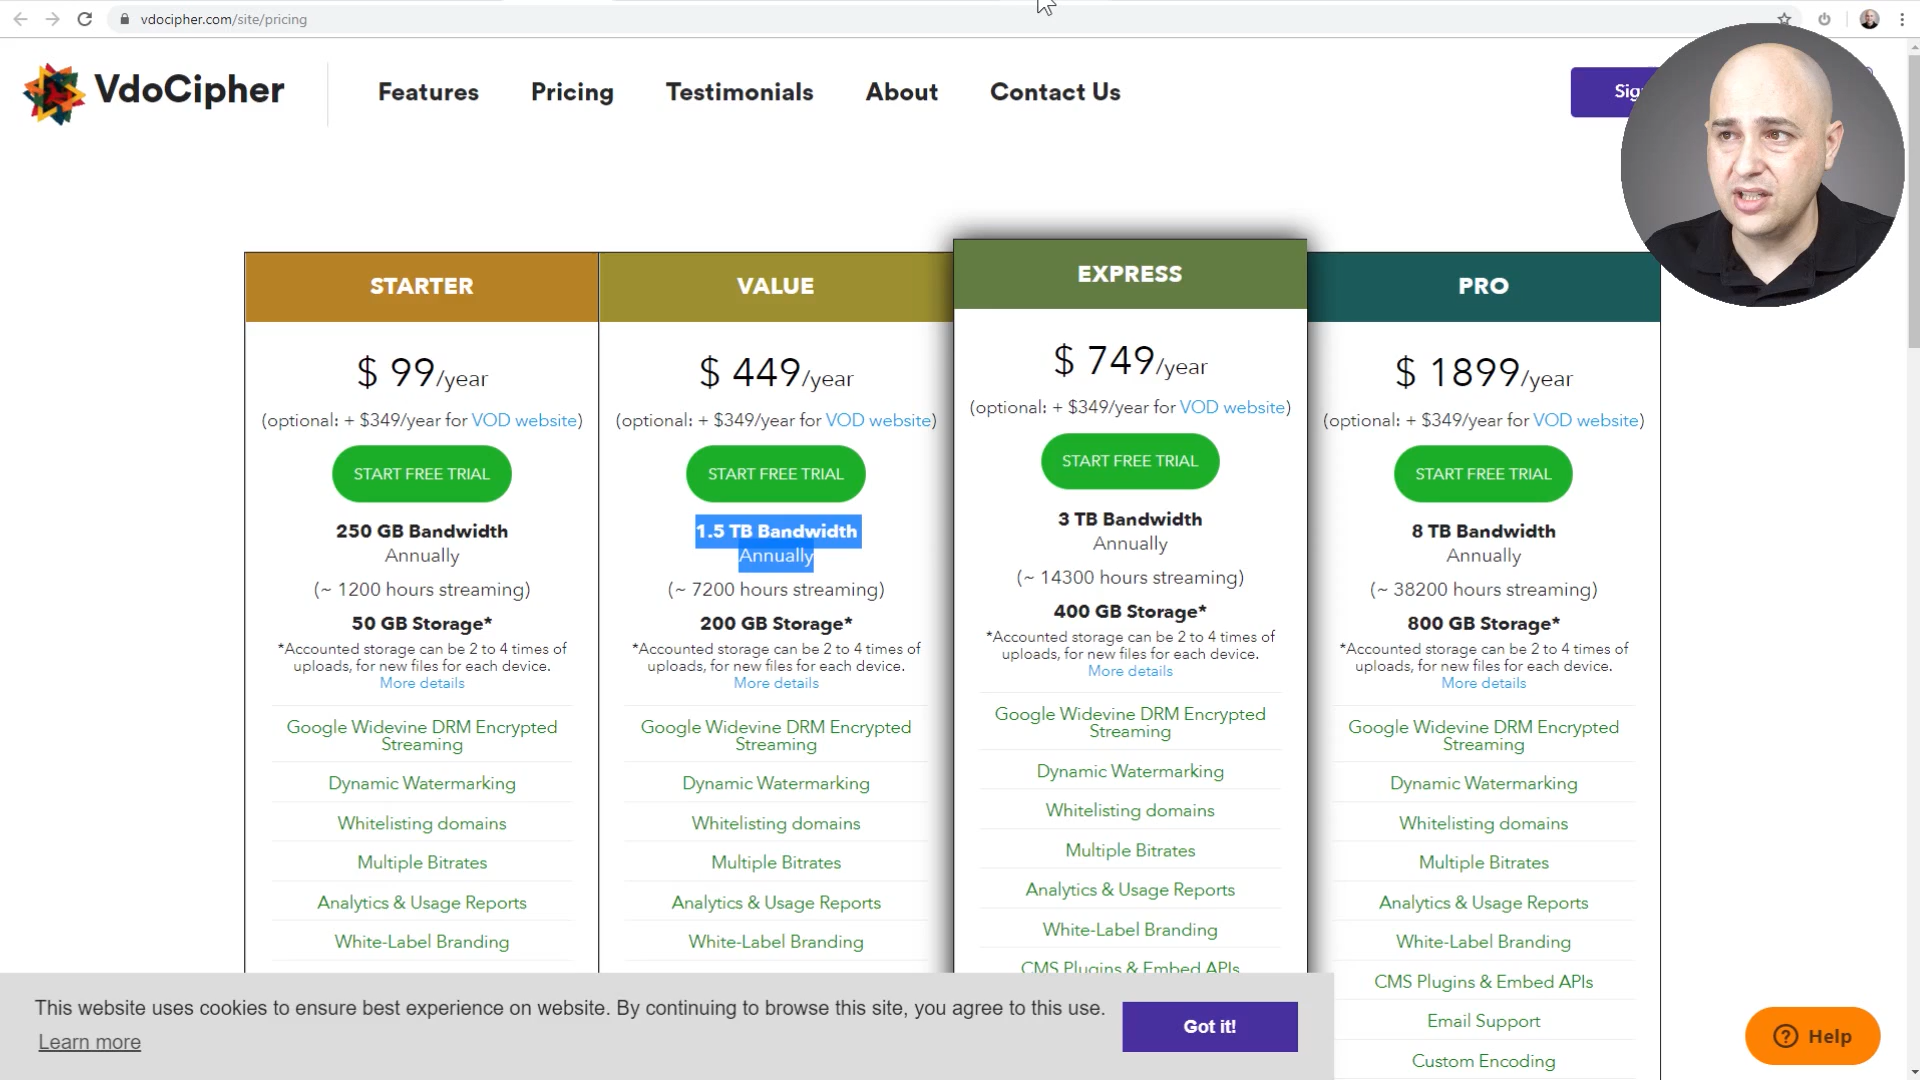 vdocipher.com/site/pricing
VdoCipher
Features
Pricing
Testimonials
About
Contact Us
STARTER
$ 99/year
(optional: + $349/year for VOD website)
START FREE TRIAL
250 GB Bandwidth
Annually
(~ 1200 hours streaming)
50 GB Storage*
*Accounted storage can be 2 to 4 times of
uploads, for new files for each device.
More details
Google Widevine DRM Encrypted
Streaming
Dynamic Watermarking
Whitelisting domains
Multiple Bitrates
Analytics & Usage Reports
White-Label Branding
VALUE
$ 449/year
(optional: + $349/year for VOD website)
START FREE TRIAL
1.5 TB Bandwidth
Annually
(~ 7200 hours streaming)
200 GB Storage*
*Accounted storage can be 2 to 4 times of
uploads, for new files for each device.
More details
Google Widevine DRM Encrypted
Streaming
Dynamic Watermarking
Whitelisting domains
Multiple Bitrates
Analytics & Usage Reports
White-Label Branding
EXPRESS
$ 749/year
(optional: + $349/year for VOD website)
START FREE TRIAL
3 TB Bandwidth
Annually
(~ 14300 hours streaming)
400 GB Storage*
*Accounted storage can be 2 to 4 times of
uploads, for new files for each device.
More details
Google Widevine DRM Encrypted
Streaming
Dynamic Watermarking
Whitelisting domains
Multiple Bitrates
Analytics & Usage Reports
White-Label Branding
CMS Plugins & Embed APIs
PRO
$ 1899/year
(optional: + $349/year for VOD website)
START FREE TRIAL
8 TB Bandwidth
Annually
(~ 38200 hours streaming)
800 GB Storage*
*Accounted storage can be 2 to 4 times of
uploads, for new files for each device.
More details
Google Widevine DRM Encrypted
Streaming
Dynamic Watermarking
Whitelisting domains
Multiple Bitrates
Analytics & Usage Reports
White-Label Branding
CMS Plugins & Embed APIs
Email Support
Custom Encoding
This website uses cookies to ensure best experience on website. By continuing to browse this site, you agree to this use.
Learn more
Got it!
Help